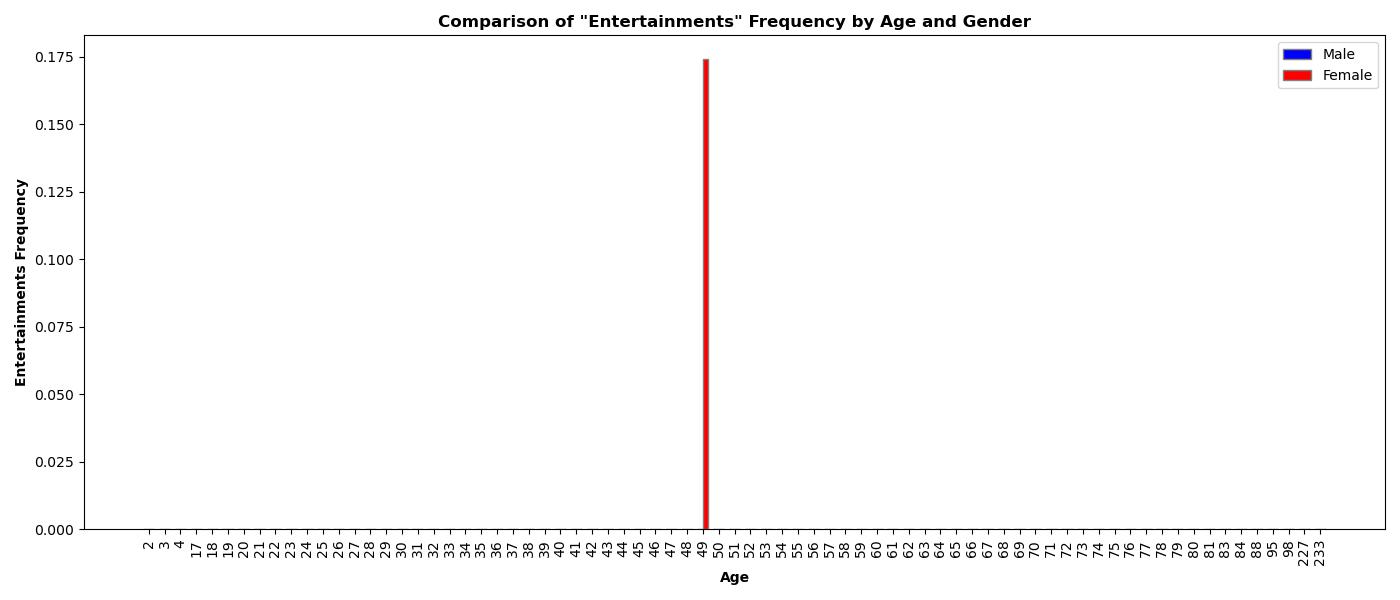 Comparison of "Entertainments" Frequency by Age and Gender
Male
Female
Entertainments Frequency
0.175
0.150
0.125
0.100
0.075
0.050
0.025
0.000
2 3 4 17 18 19 20 21 22 23 24 25 26 27 28 29 30 31 32 33 34 35 36 37 38 39 40 41 42 43 44 45 46 47 48 49 50 51 52 53 54 55 56 57 58 59 60 61 62 63 64 65 66 67 68 69 70 71 72 73 74 75 76 77 78 79 80 81 83 84 88 95 98 227 233
Age